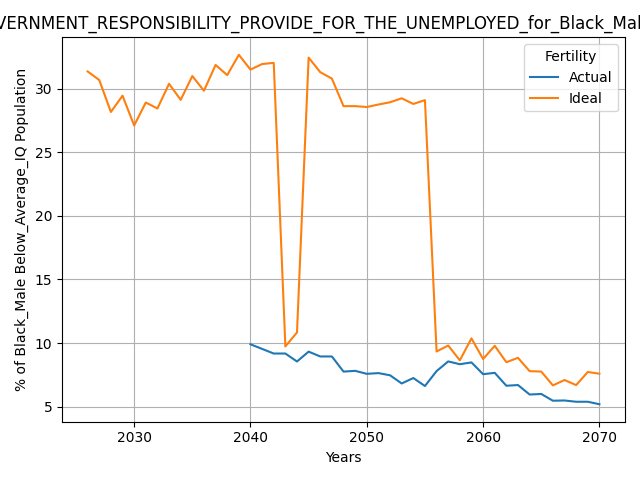 VERNMENT_RESPONSIBILITY_PROVIDE_FOR_THE_UNEMPLOYED_for_Black_Mal
Fertility
Actual
Ideal
% of Black_Male Below_Average_IQ Population
30
25
20
15
10
5
2030 2040 2050 2060 2070
Years